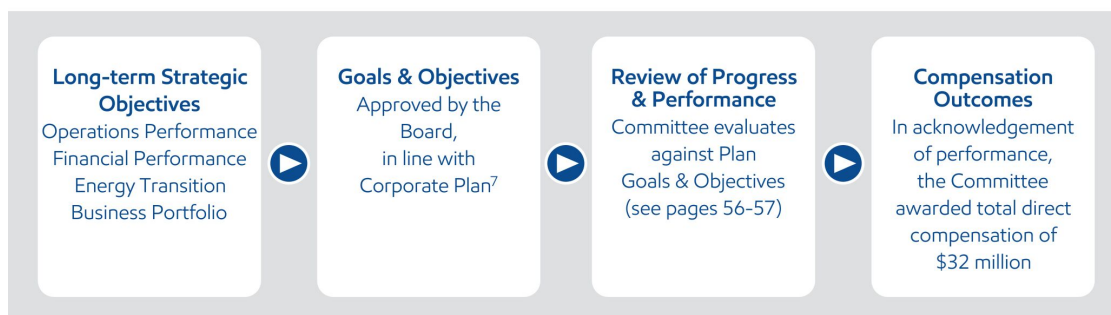 Long-term Strategic
Objectives
Operations Performance
Financial Performance
Energy Transition
Business Portfolio
Goals & Objectives
Approved by the
Board,
in line with
Corporate Plan7
Review of Progress
& Performance
Committee evaluates
against Plan
Goals & Objectives
(see pages 56-57)
Compensation
Outcomes
In acknowledgement
of performance,
the Committee
awarded total direct
compensation of
$32 million